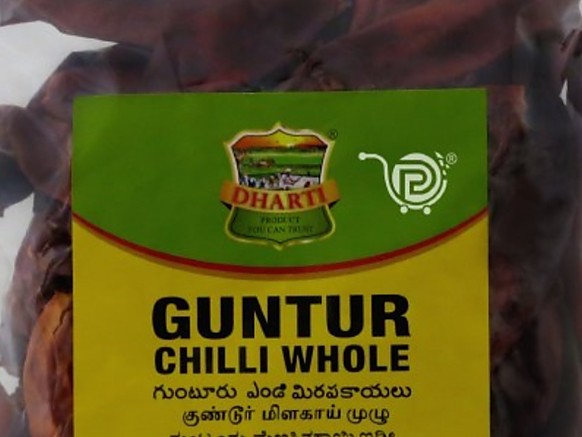 DHARTI
PRODUCT
YOU CAN TRUST
GUNTUR
CHILLI WHOLE
గుంటూరు ఎండి మిరపకాయలు
குண்டூர் மிளகாய் முழு